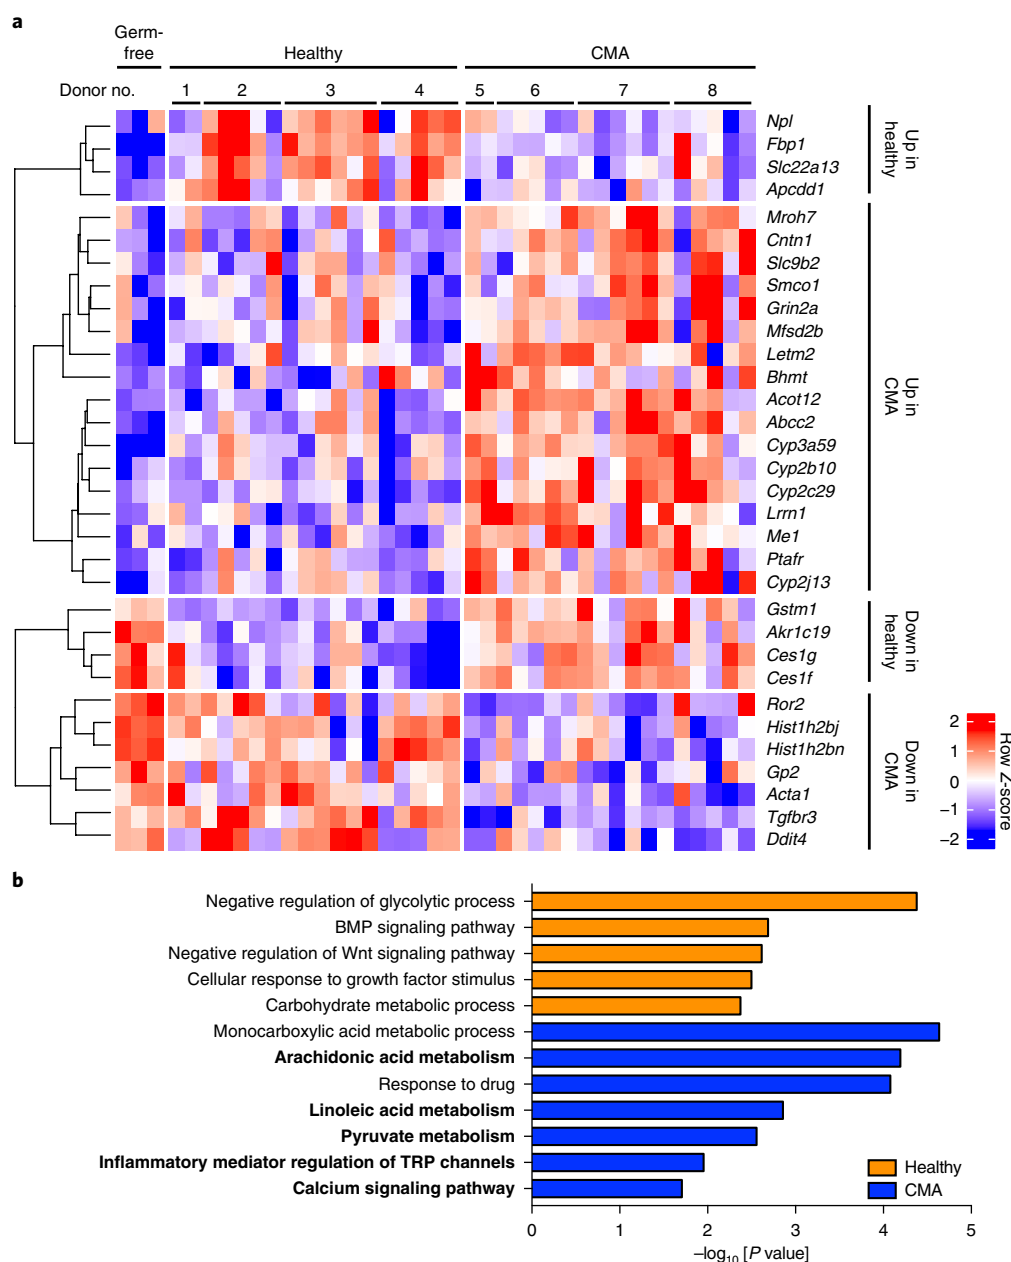 a
Germ-
free
Healthy
CMA
Donor no.
1 2 3 4 5 6 7 8
Npl
Fbp1
Slc22a13
Apcdd1
Up in
healthy
Mroh7
Cntn1
Slc9b2
Smco1
Grin2a
Mfsd2b
Letm2
Bhmt
Acot12
Abcc2
Cyp3a59
Cyp2b10
Cyp2c29
Lrrn1
Me1
Ptafr
Cyp2j13
Up in
CMA
Gstm1
Akr1c19
Ces1g
Ces1f
Down in
healthy
Ror2
Hist1h2bj
Hist1h2bn
Gp2
Acta1
Tgfbr3
Ddit4
Down in
CMA
2
1
0
−1
−2
Row Z-score
b
Negative regulation of glycolytic process
BMP signaling pathway
Negative regulation of Wnt signaling pathway
Cellular response to growth factor stimulus
Carbohydrate metabolic process
Monocarboxylic acid metabolic process
Arachidonic acid metabolism
Response to drug
Linoleic acid metabolism
Pyruvate metabolism
Inflammatory mediator regulation of TRP channels
Calcium signaling pathway
Healthy
CMA
0 1 2 3 4 5
−log10 [P value]